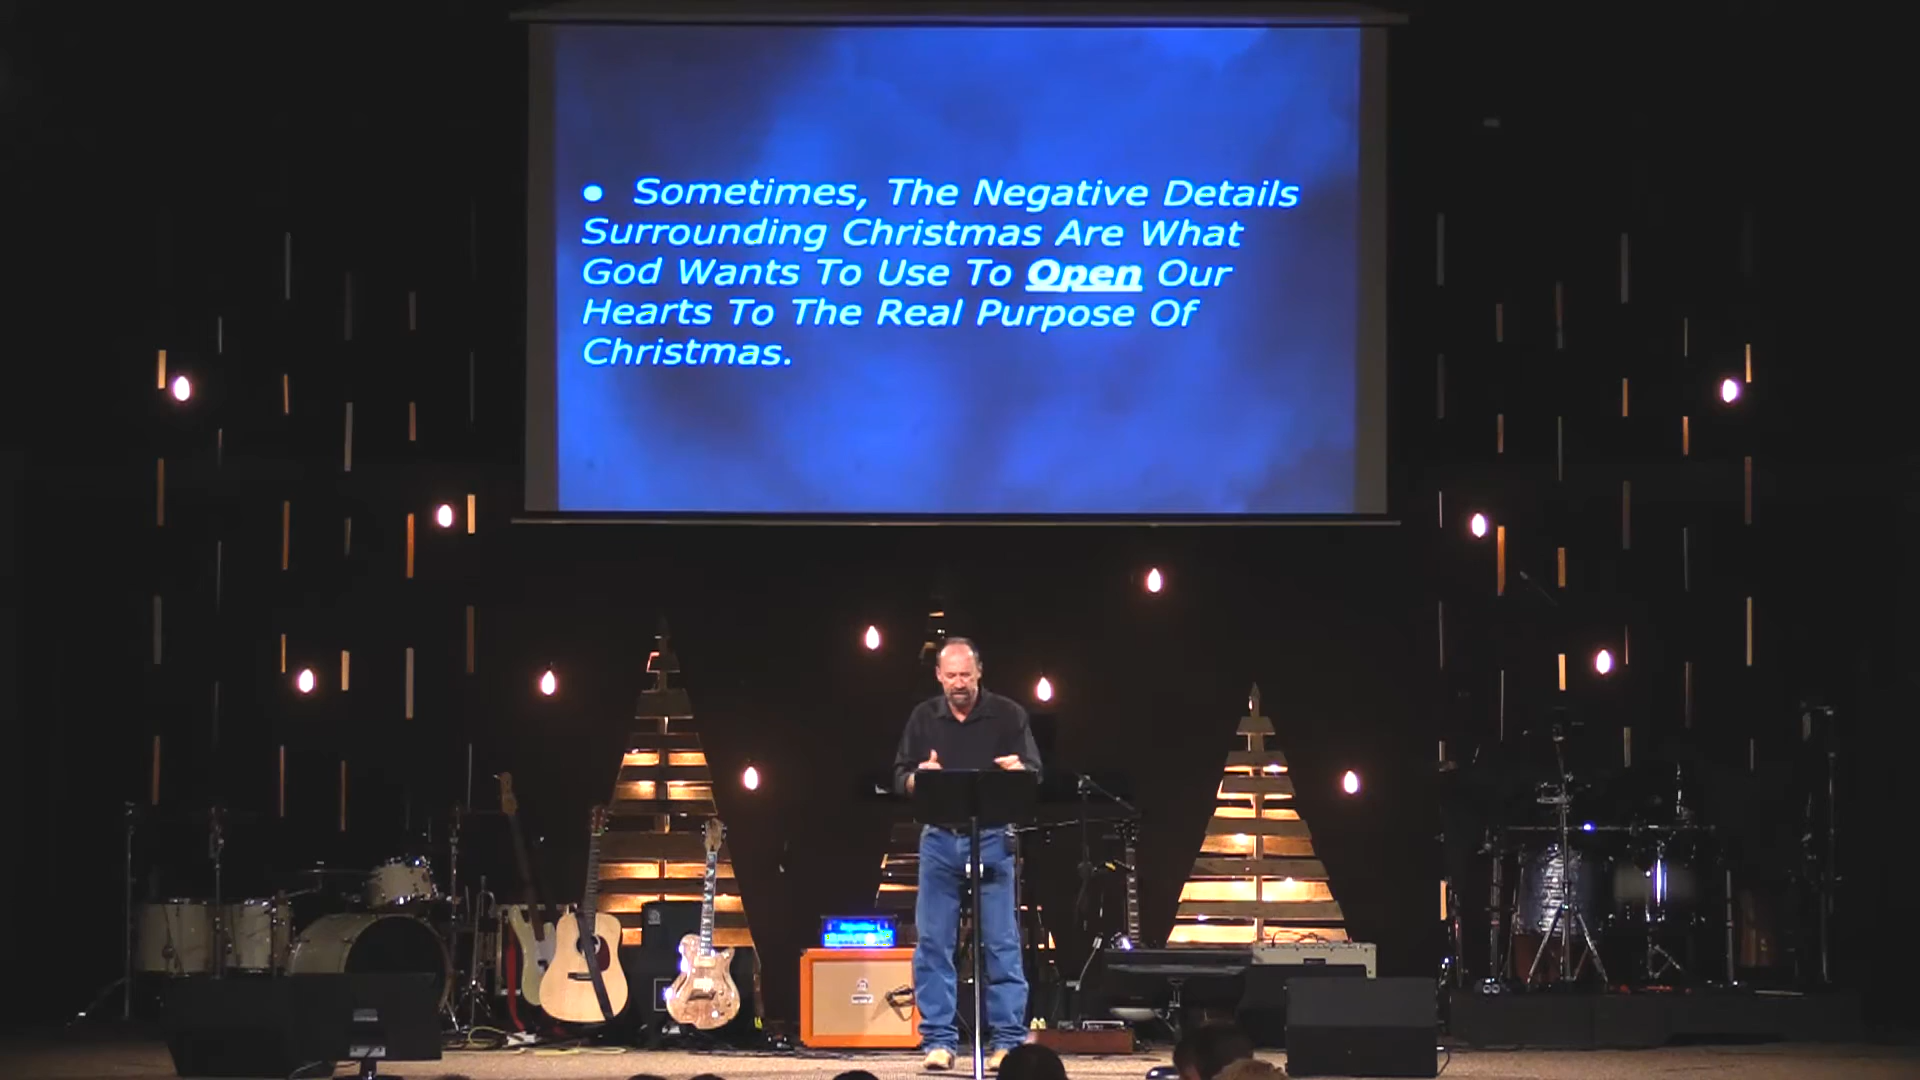 ● Sometimes, The Negative Details
Surrounding Christmas Are What
God Wants To Use To Open Our
Hearts To The Real Purpose Of
Christmas.